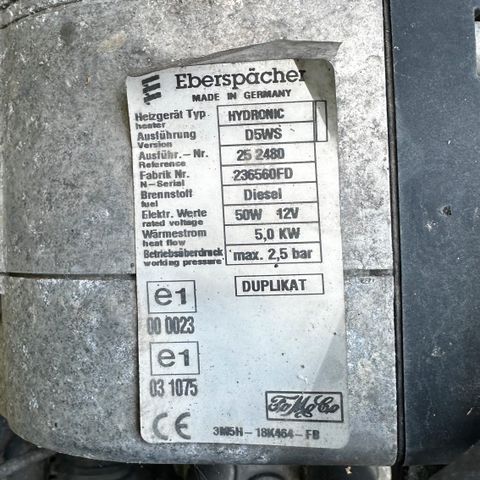 Eberspächer
MADE IN GERMANY
Heizgerät Typ HYDRONIC
heater
Ausführung D5WS
Version
Ausführ.-Nr. 25 2480
Reference
Fabrik Nr. 236560FD
N-Serial
Brennstoff Diesel
fuel
Elektr. Werte 50W 12V
rated voltage
Wärmestrom 5,0 KW
heat flow
Betriebsüberdruck max. 2,5 bar
working pressure
e1 DUPLIKAT
00 0023
e1
03 1075
CE FoMoCo
3M5H-18K464-FB